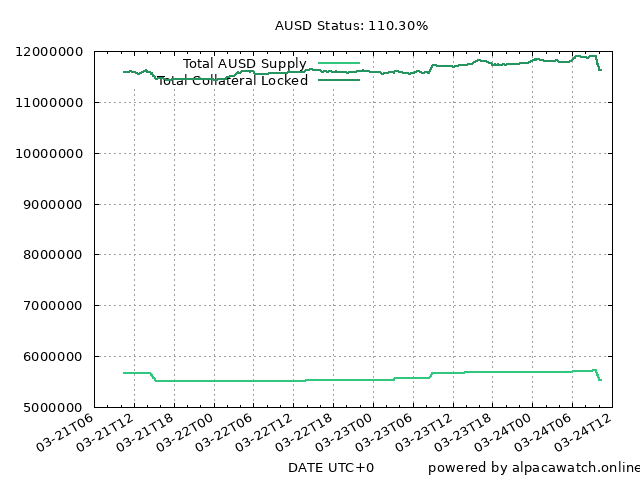 AUSD Status: 110.30%
12000000
Total AUSD Supply
Total Collateral Locked
11000000
10000000
9000000
8000000
7000000
6000000
5000000
03-21T06 03-21T12 03-21T18 03-22T00 03-22T06 03-22T12 03-22T18 03-23T00 03-23T06 03-23T12 03-23T18 03-24T00 03-24T06 03-24T12
DATE UTC+0 powered by alpacawatch.online